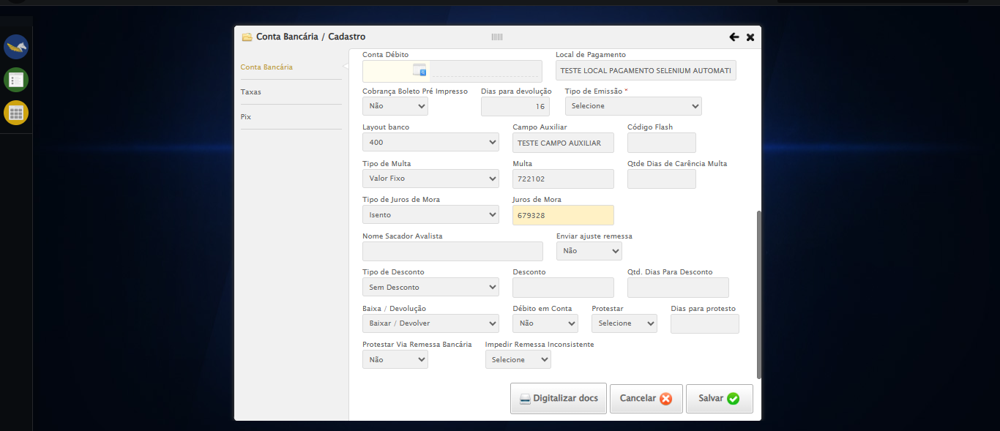 Conta Bancária / Cadastro
Conta Bancária
Taxas
Pix
Conta Débito
Local de Pagamento
TESTE LOCAL PAGAMENTO SELENIUM AUTOMATI
Cobrança Boleto Pré Impresso
Dias para devolução
Tipo de Emissão *
Não
16
Selecione
Layout banco
Campo Auxiliar
Código Flash
400
TESTE CAMPO AUXILIAR
Tipo de Multa
Multa
Qtde Dias de Carência Multa
Valor Fixo
722102
Tipo de Juros de Mora
Juros de Mora
Isento
679328
Nome Sacador Avalista
Enviar ajuste remessa
Não
Tipo de Desconto
Desconto
Qtd. Dias Para Desconto
Sem Desconto
Baixa / Devolução
Débito em Conta
Protestar
Dias para protesto
Baixar / Devolver
Não
Selecione
Protestar Via Remessa Bancária
Impedir Remessa Inconsistente
Não
Selecione
Digitalizar docs
Cancelar
Salvar